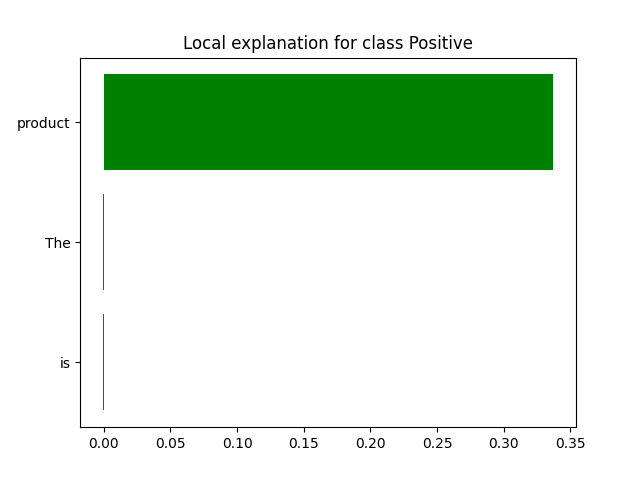 Local explanation for class Positive
product
The
is
0.00 0.05 0.10 0.15 0.20 0.25 0.30 0.35